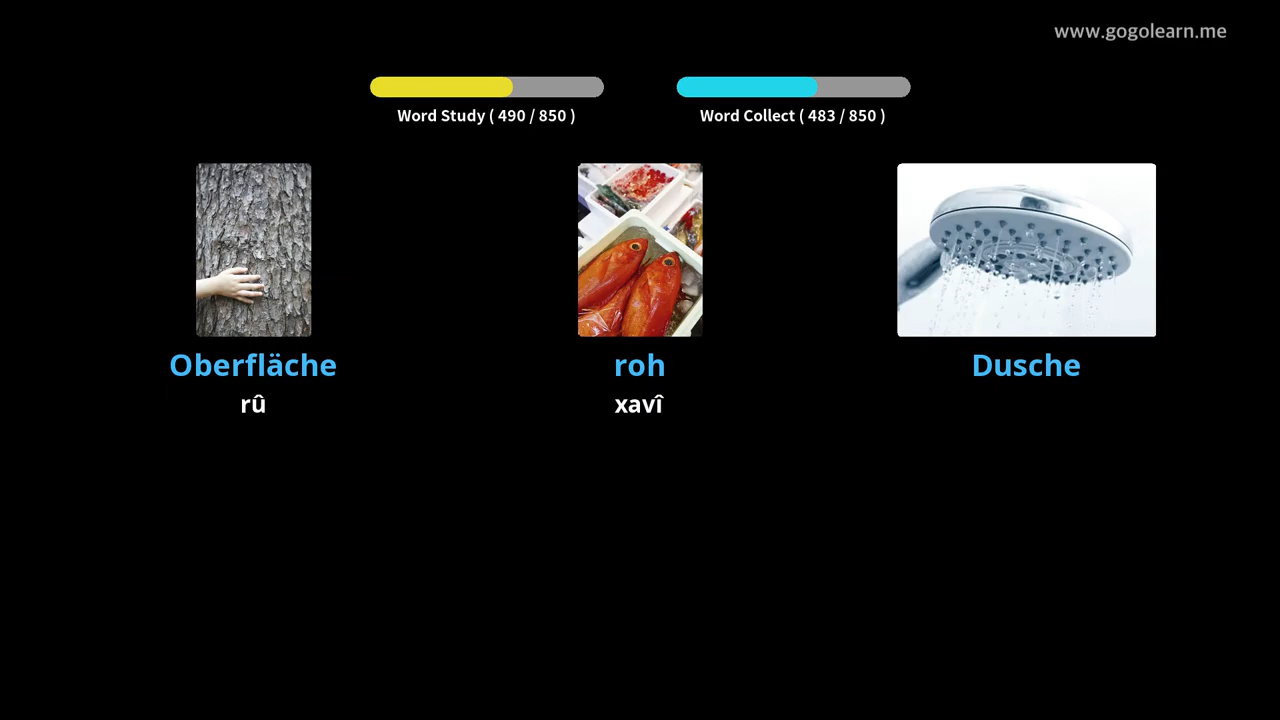 www.gogolearn.me
Word Study ( 490 / 850 )
Word Collect ( 483 / 850 )
Oberfläche
roh
Dusche
rû
xavî